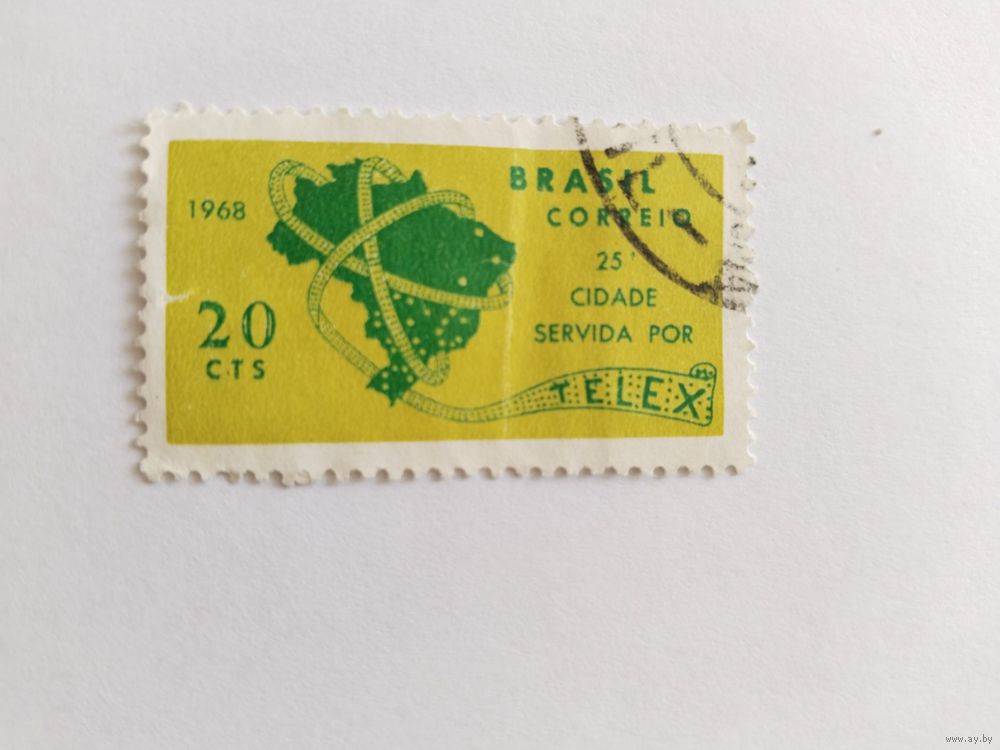 1968
20
CTS
BRASIL
CORREIO
25ª
CIDADE
SERVIDA POR
TELEX
www.ay.by